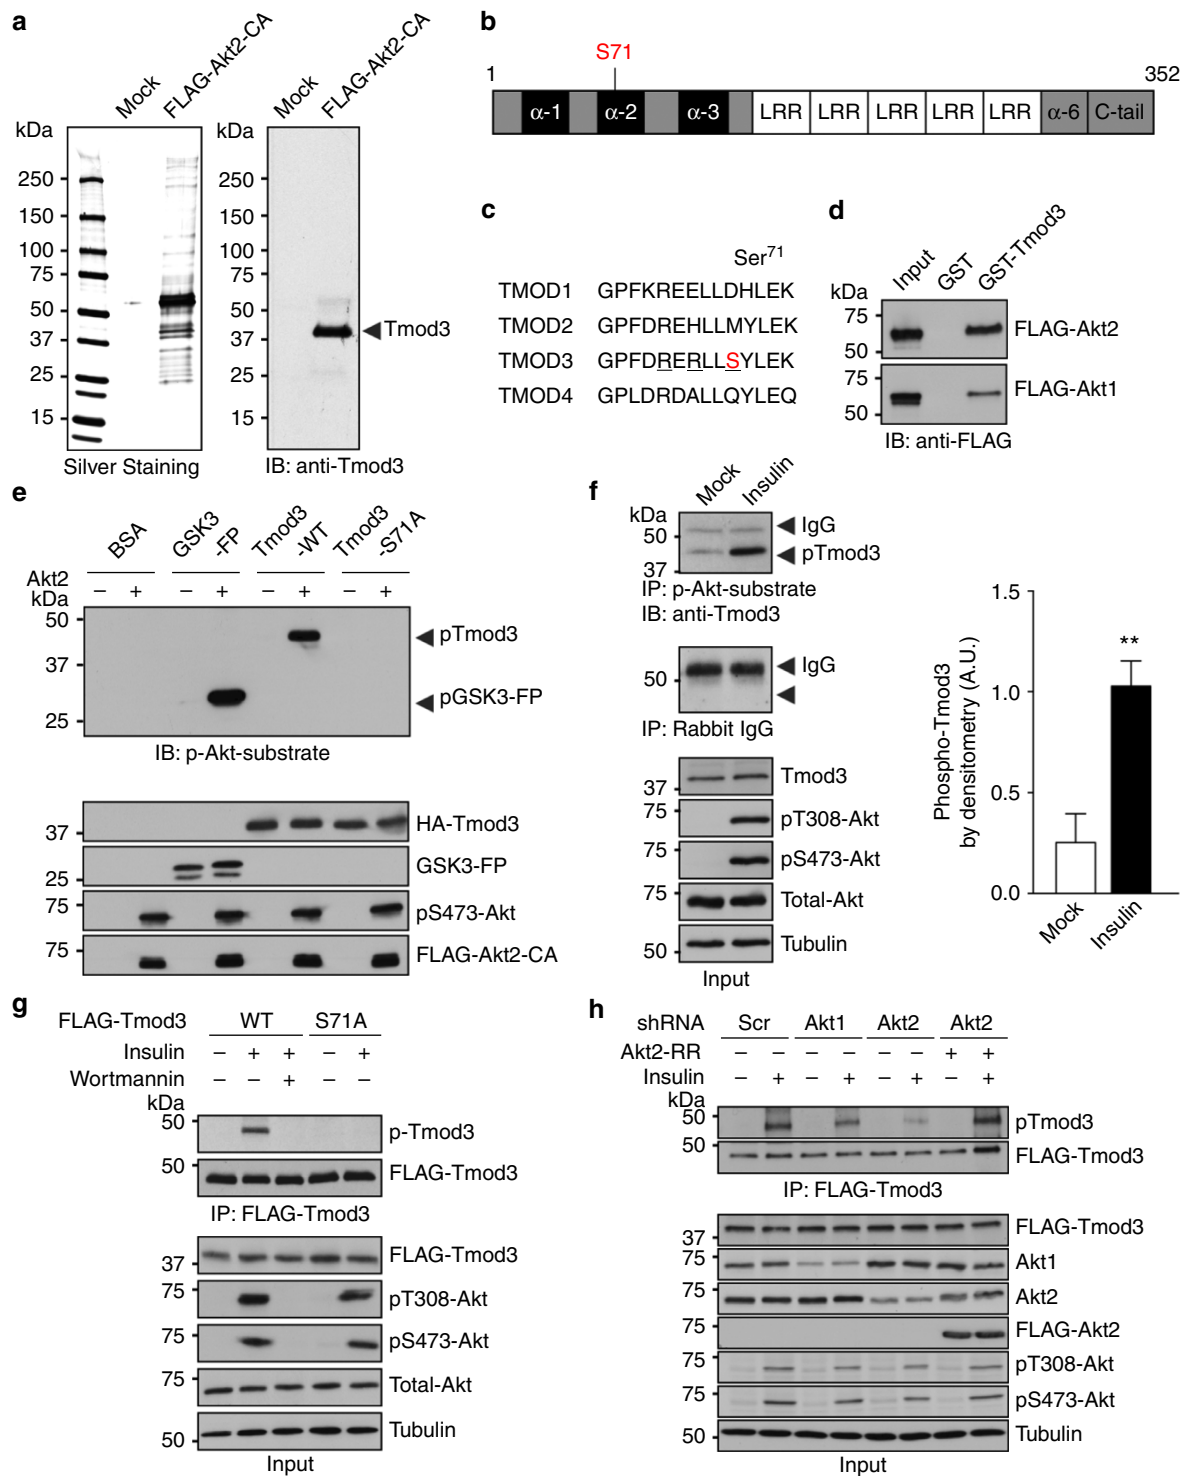 a
Mock
FLAG-Akt2-CA
Mock
FLAG-Akt2-CA
kDa
kDa
250
150
100
75
50
37
25
15
250
150
100
75
50
37
25
15
Tmod3
Silver Staining
IB: anti-Tmod3
b
S71
1
352
α-1
α-2
α-3
LRR
LRR
LRR
LRR
LRR
α-6
C-tail
c
Ser71
TMOD1 GPFKREELLDHLEK
TMOD2 GPFDREHLLMYLEK
TMOD3 GPFDRERLLSYLEK
TMOD4 GPLDRDALLQYLEQ
d
Input
GST
GST-Tmod3
kDa
75
50
FLAG-Akt2
75
50
FLAG-Akt1
IB: anti-FLAG
e
BSA
GSK3
-FP
Tmod3
-WT
Tmod3
-S71A
Akt2 – + – + – + – +
kDa
50
37
25
pTmod3
pGSK3-FP
IB: p-Akt-substrate
37
HA-Tmod3
25
GSK3-FP
75
pS473-Akt
75
FLAG-Akt2-CA
f
Mock
Insulin
kDa
50
37
IgG
pTmod3
IP: p-Akt-substrate
IB: anti-Tmod3
50
IgG
IP: Rabbit IgG
37
Tmod3
75
pT308-Akt
75
pS473-Akt
75
Total-Akt
50
Tubulin
Input
Phospho-Tmod3
by densitometry (A.U.)
1.5
1.0
0.5
0.0
**
Mock
Insulin
g
FLAG-Tmod3 WT S71A
Insulin – + + – +
Wortmannin – – + – –
kDa
50
p-Tmod3
50
FLAG-Tmod3
IP: FLAG-Tmod3
37
FLAG-Tmod3
75
pT308-Akt
75
pS473-Akt
75
Total-Akt
50
Tubulin
Input
h
shRNA Scr Akt1 Akt2 Akt2
Akt2-RR – – – – – – + +
Insulin – + – + – + – +
kDa
50
pTmod3
50
FLAG-Tmod3
IP: FLAG-Tmod3
37
FLAG-Tmod3
75
Akt1
75
Akt2
75
FLAG-Akt2
75
pT308-Akt
75
pS473-Akt
50
Tubulin
Input